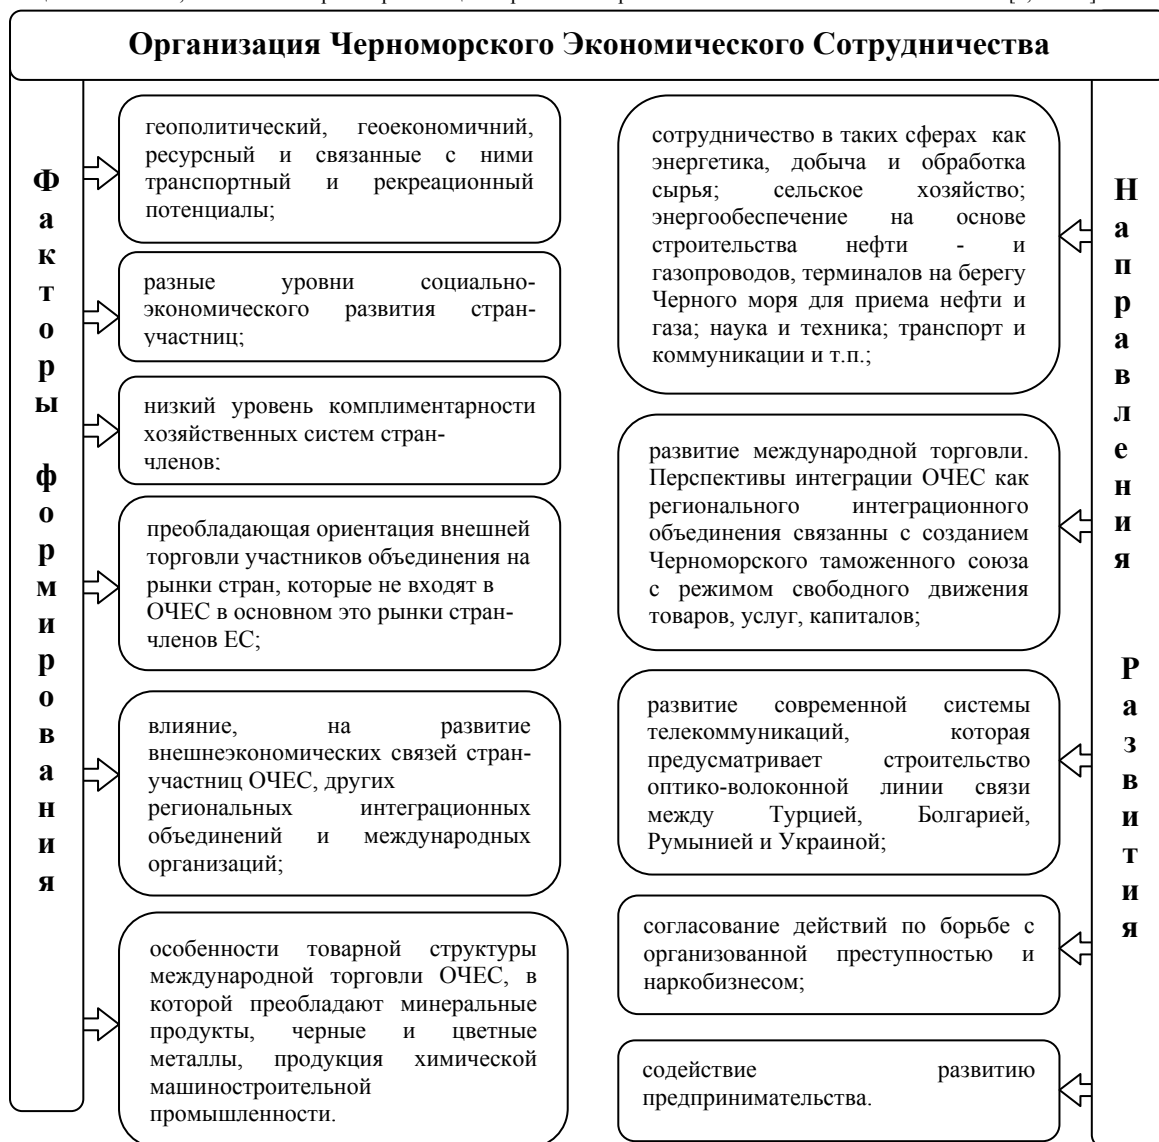 Организация Черноморского Экономического Сотрудничества
Факторы формирования
геополитический, геоекономичний,
ресурсный и связанные с ними
транспортный и рекреационный
потенциалы;
разные уровни социально-
экономического развития стран-
участниц;
низкий уровень комплиментарности
хозяйственных систем стран-
членов;
преобладающая ориентация внешней
торговли участников объединения на
рынки стран, которые не входят в
ОЧЕС в основном это рынки стран-
членов ЕС;
влияние, на развитие
внешнеэкономических связей стран-
участниц ОЧЕС, других
региональных интеграционных
объединений и международных
организаций;
особенности товарной структуры
международной торговли ОЧЕС, в
которой преобладают минеральные
продукты, черные и цветные
металлы, продукция химической
машиностроительной
промышленности.
сотрудничество в таких сферах как
энергетика, добыча и обработка
сырья; сельское хозяйство;
энергообеспечение на основе
строительства нефти - и
газопроводов, терминалов на берегу
Черного моря для приема нефти и
газа; наука и техника; транспорт и
коммуникации и т.п.;
развитие международной торговли.
Перспективы интеграции ОЧЕС как
регионального интеграционного
объединения связанны с созданием
Черноморского таможенного союза
с режимом свободного движения
товаров, услуг, капиталов;
развитие современной системы
телекоммуникаций, которая
предусматривает строительство
оптико-волоконной линии связи
между Турцией, Болгарией,
Румынией и Украиной;
согласование действий по борьбе с
организованной преступностью и
наркобизнесом;
содействие развитию
предпринимательства.
Направления Развития